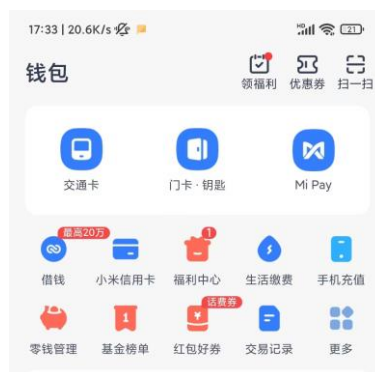 17:33 | 20.6K/s
21
钱包
领福利 优惠券 扫一扫
交通卡 门卡·钥匙 Mi Pay
最高20万 1
借钱 小米信用卡 福利中心 生活缴费 手机充值
话费券
零钱管理 基金榜单 红包好券 交易记录 更多